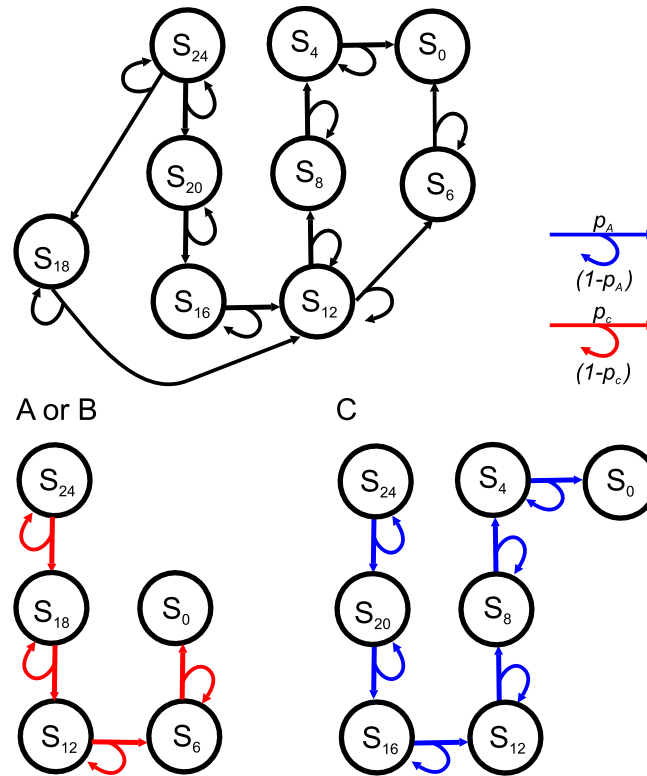 S24
S4
S0
S20
S8
S6
S18
S16
S12
pA
(1-pA)
pc
(1-pc)
A or B
C
S24
S18
S0
S12
S6
S24
S4
S0
S20
S8
S16
S12